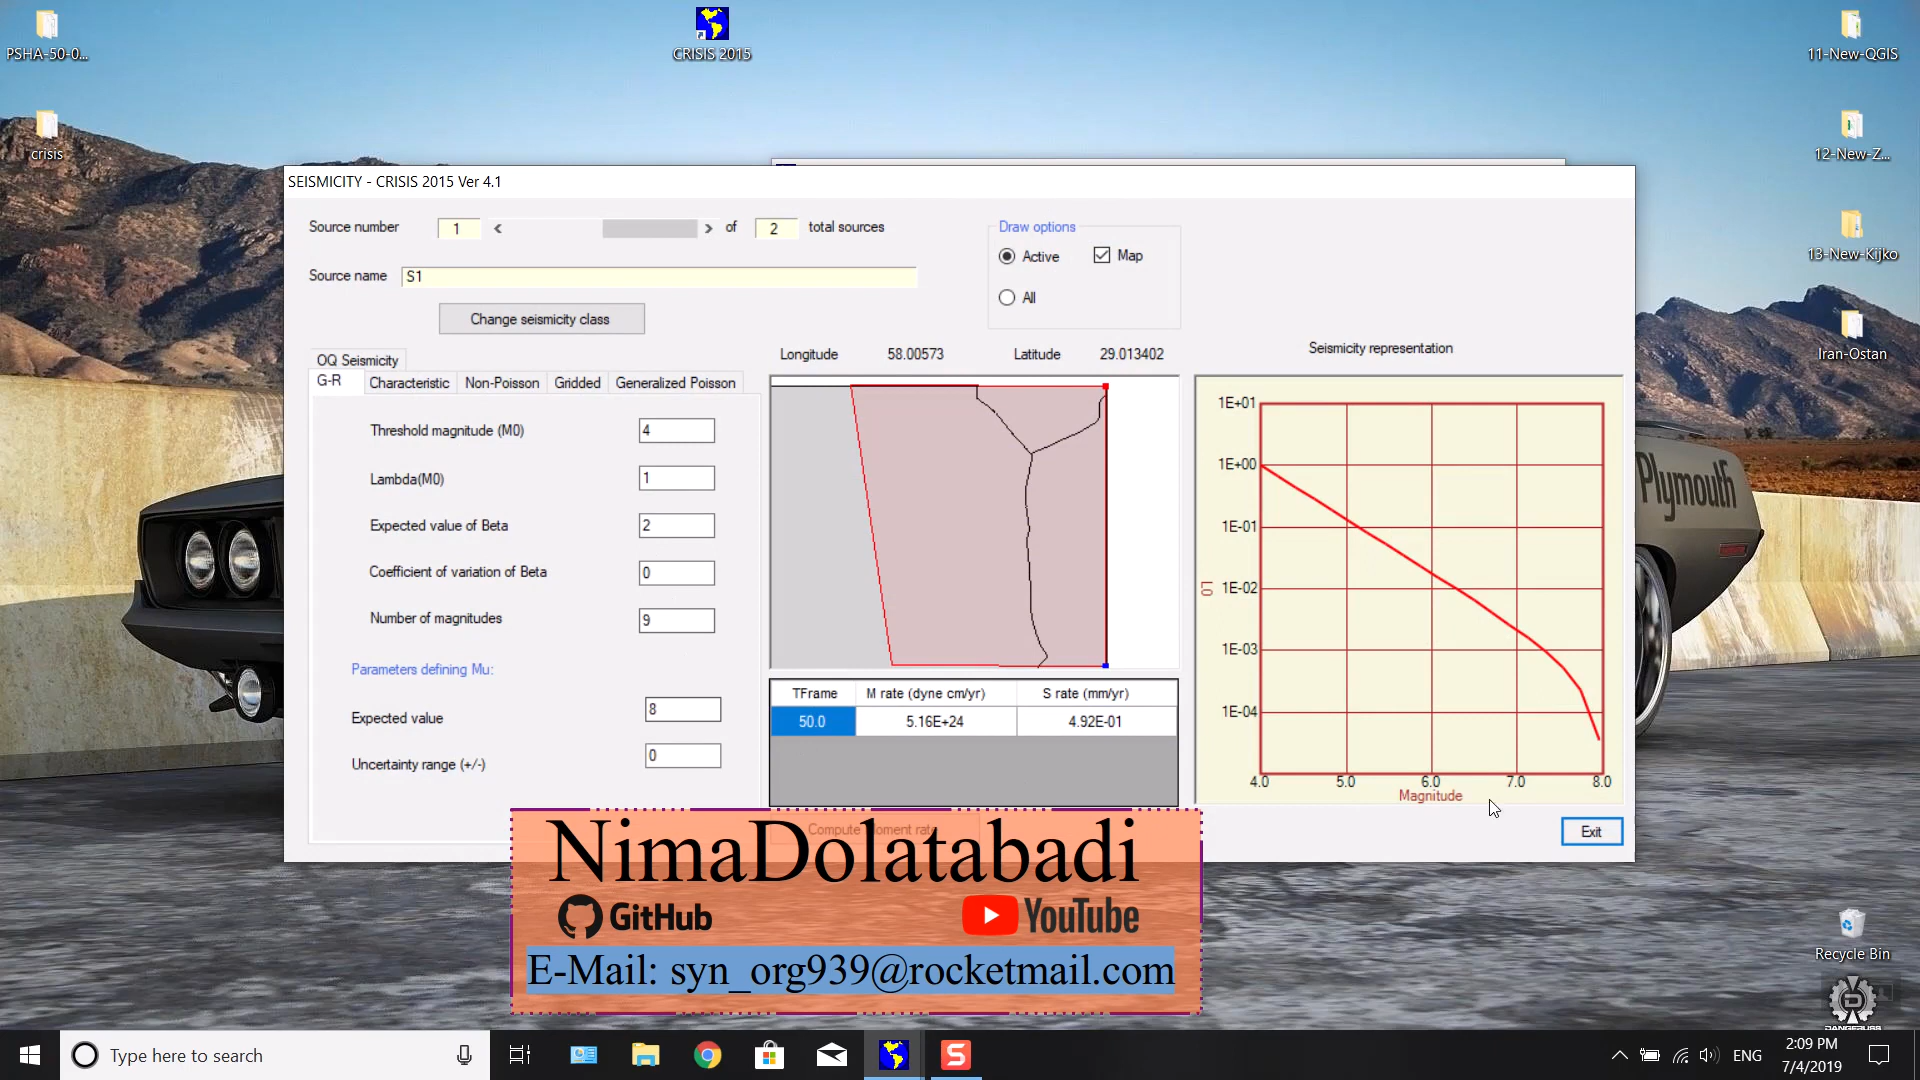 PSHA-50-0...
CRISIS 2015
11-New-QGIS
crisis
12-New-Z...
13-New-Kijko
Iran-Ostan
Recycle Bin
SEISMICITY - CRISIS 2015 Ver 4.1
Source number 1 < > of 2 total sources
Source name S1
Change seismicity class
Draw options
Active Map
All
OQ Seismicity
G-R Characteristic Non-Poisson Gridded Generalized Poisson
Threshold magnitude (M0) 4
Lambda(M0) 1
Expected value of Beta 2
Coefficient of variation of Beta 0
Number of magnitudes 9
Parameters defining Mu:
Expected value 8
Uncertainty range (+/-) 0
Longitude 58.00573 Latitude 29.013402
TFrame M rate (dyne cm/yr) S rate (mm/yr)
50.0 5.16E+24 4.92E-01
Compute moment rate
Seismicity representation
1E+01
1E+00
1E-01
1E-02
1E-03
1E-04
L0
4.0 5.0 6.0 7.0 8.0
Magnitude
Exit
Plymouth
NimaDolatabadi
GitHub YouTube
E-Mail: syn_org939@rocketmail.com
Type here to search
ENG
2:09 PM
7/4/2019